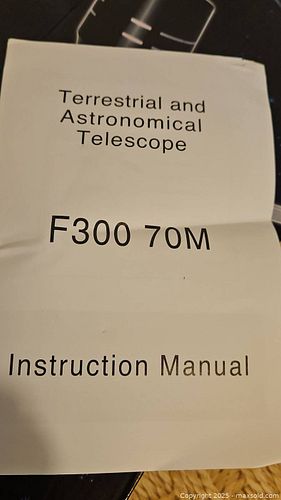 Terrestrial and
Astronomical
Telescope
F300 70M
Instruction Manual
Copyright 2025 - maxsold.com